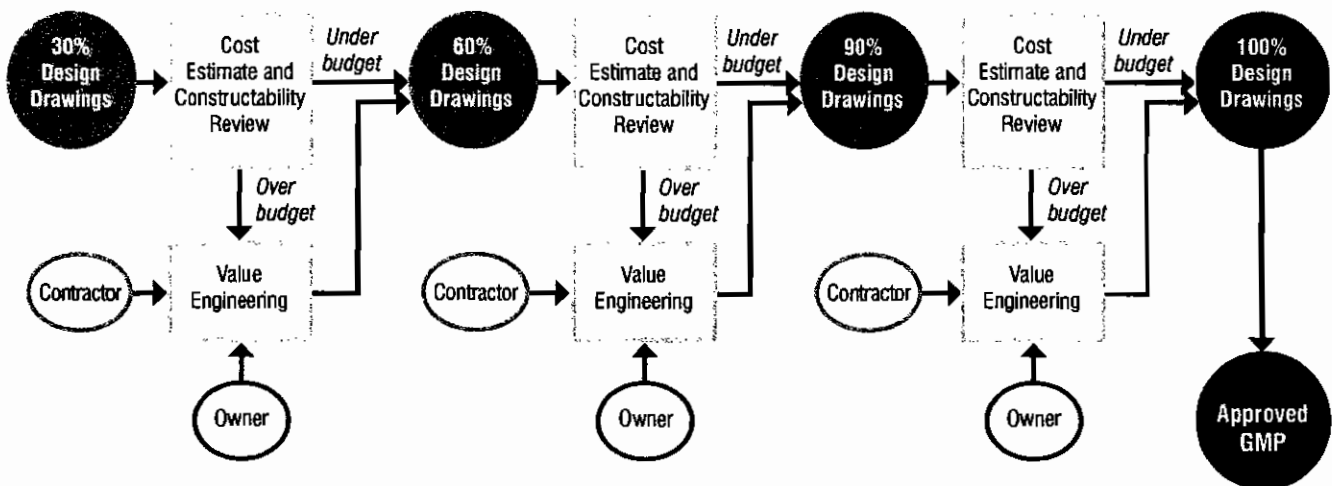 30%
Design
Drawings
Cost
Estimate and
Constructability
Review
Under
budget
60%
Design
Drawings
Cost
Estimate and
Constructability
Review
Under
budget
90%
Design
Drawings
Cost
Estimate and
Constructability
Review
Under
budget
100%
Design
Drawings
Over
budget
Over
budget
Over
budget
Contractor
Value
Engineering
Contractor
Value
Engineering
Contractor
Value
Engineering
Owner
Owner
Owner
Approved
GMP